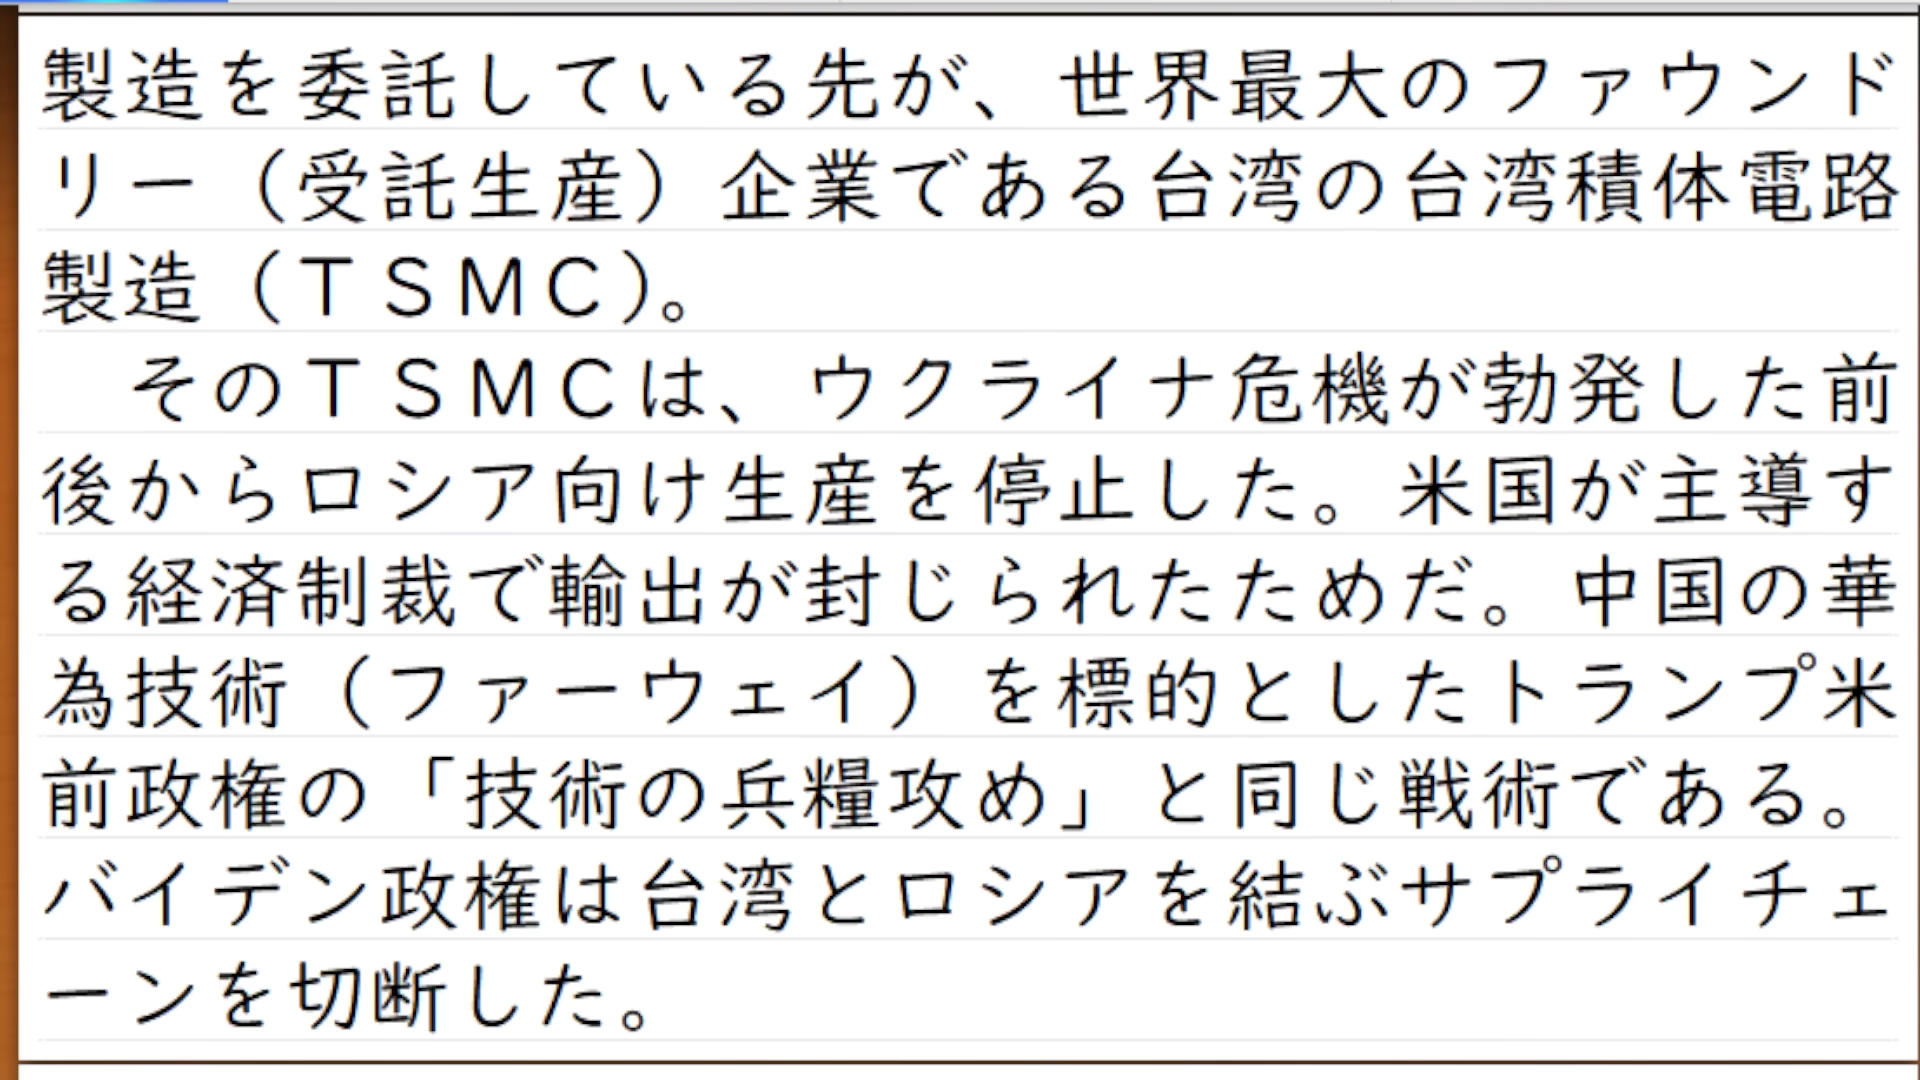 製造を委託している先が、世界最大のファウンド
リー（受託生産）企業である台湾の台湾積体電路
製造（ＴＳＭＣ）。
　そのＴＳＭＣは、ウクライナ危機が勃発した前
後からロシア向け生産を停止した。米国が主導す
る経済制裁で輸出が封じられたためだ。中国の華
為技術（ファーウェイ）を標的としたトランプ米
前政権の「技術の兵糧攻め」と同じ戦術である。
バイデン政権は台湾とロシアを結ぶサプライチェ
ーンを切断した。